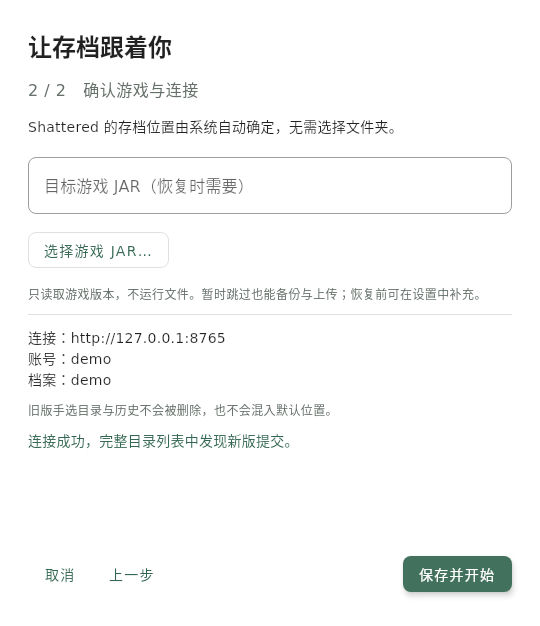 让存档跟着你
2 / 2 确认游戏与连接
Shattered 的存档位置由系统自动确定，无需选择文件夹。
目标游戏 JAR（恢复时需要）
选择游戏 JAR...
只读取游戏版本，不运行文件。暂时跳过也能备份与上传；恢复前可在设置中补充。
连接：http://127.0.0.1:8765
账号：demo
档案：demo
旧版手选目录与历史不会被删除，也不会混入默认位置。
连接成功，完整目录列表中发现新版提交。
取消 上一步 保存并开始